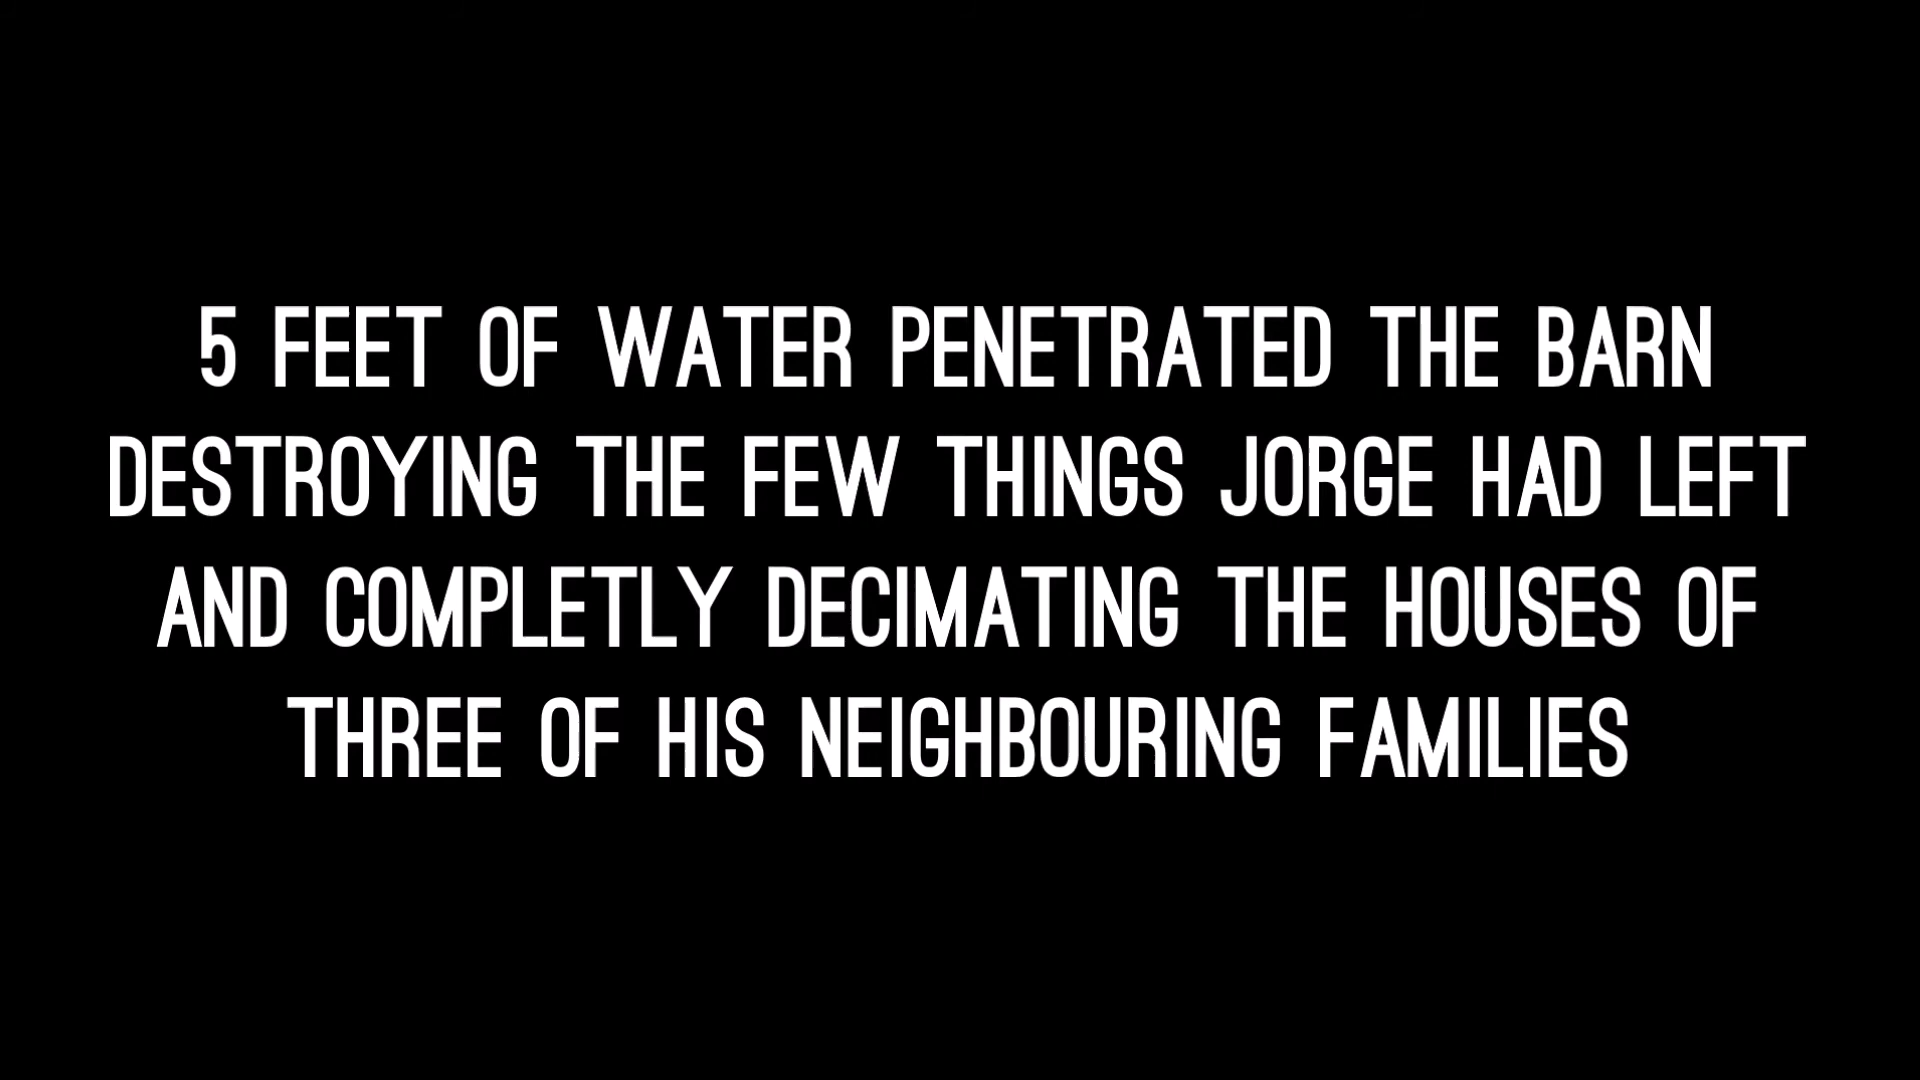 5 FEET OF WATER PENETRATED THE BARN
DESTROYING THE FEW THINGS JORGE HAD LEFT
AND COMPLETLY DECIMATING THE HOUSES OF
THREE OF HIS NEIGHBOURING FAMILIES